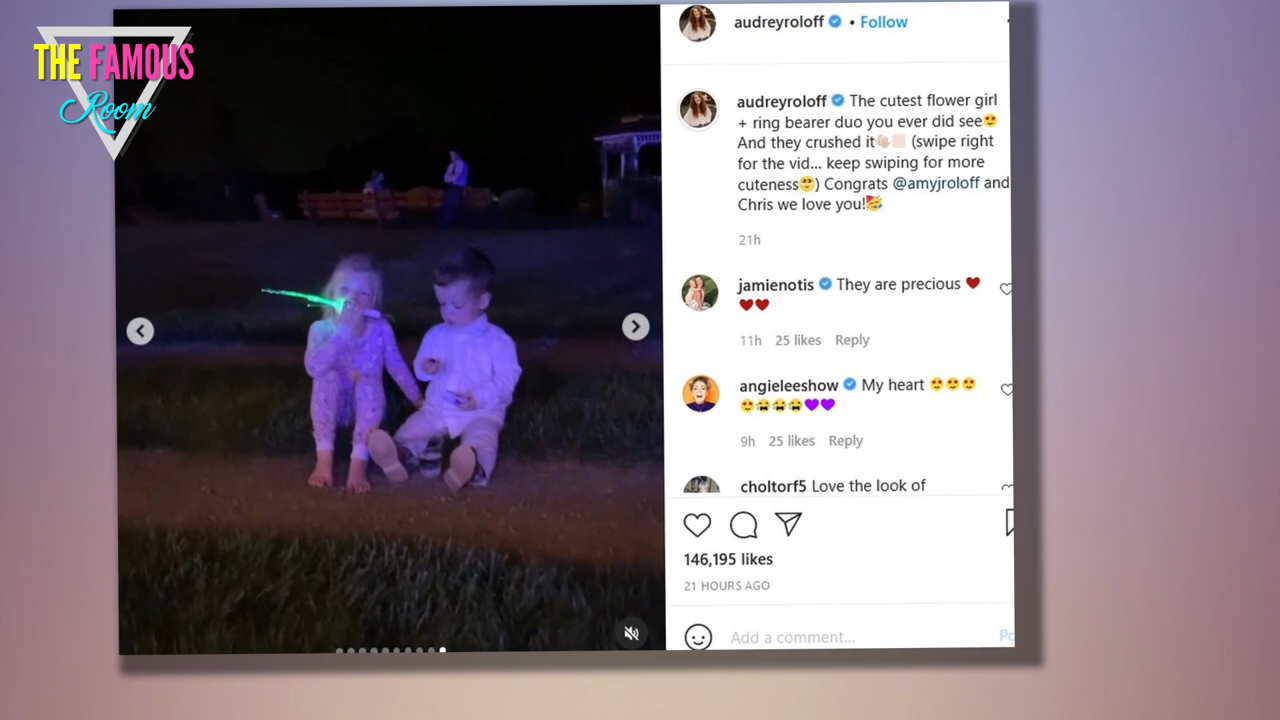 THE FAMOUS
Room
audreyroloff • Follow
audreyroloff The cutest flower girl
+ ring bearer duo you ever did see😍
And they crushed it👏🏻 (swipe right
for the vid... keep swiping for more
cuteness🥰) Congrats @amyjroloff and
Chris we love you!🥳
21h
jamienotis They are precious ❤
❤❤
11h 25 likes Reply
angieleeshow My heart 😍😍😍
😍😭😭😭💜💜
9h 25 likes Reply
choltorf5 Love the look of
146,195 likes
21 HOURS AGO
Add a comment...